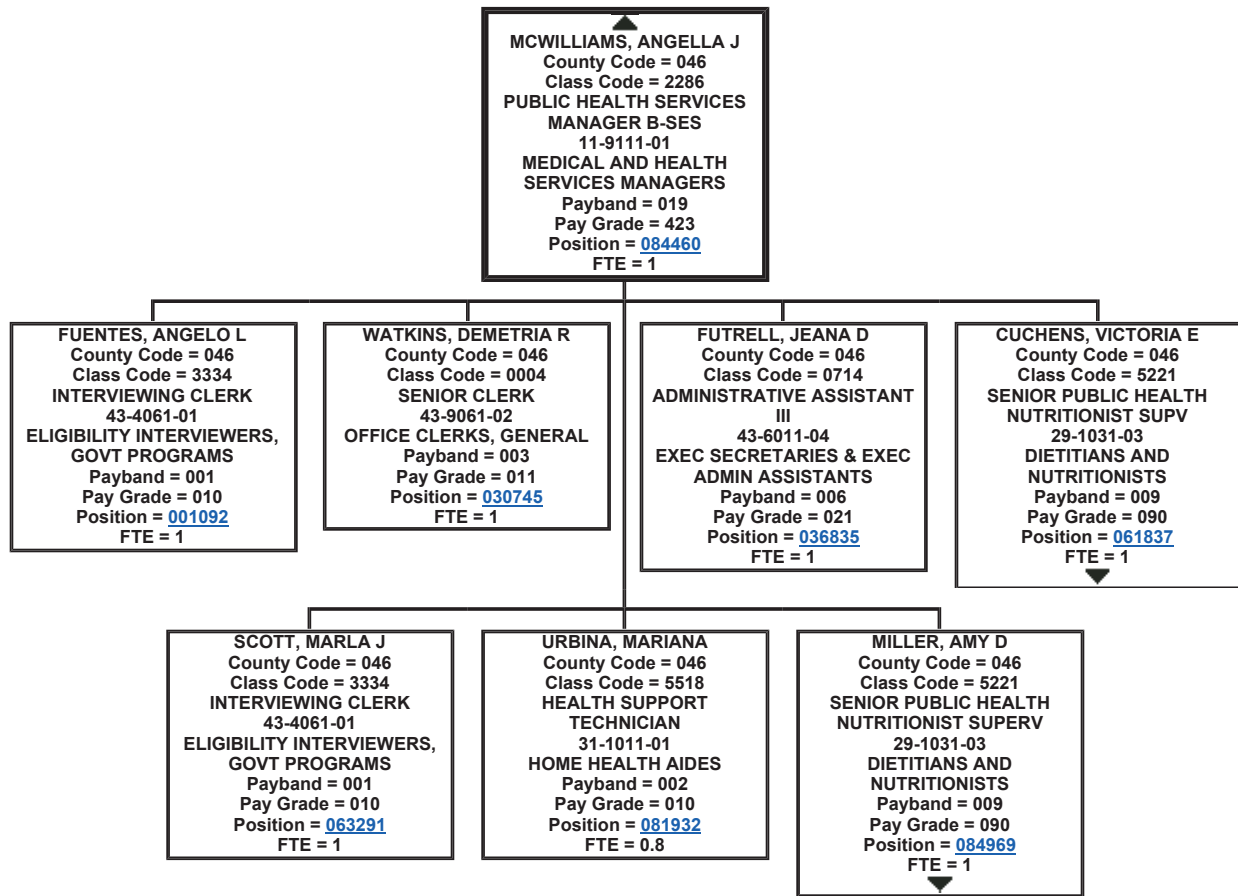 MCWILLIAMS, ANGELLA J
County Code = 046
Class Code = 2286
PUBLIC HEALTH SERVICES
MANAGER B-SES
11-9111-01
MEDICAL AND HEALTH
SERVICES MANAGERS
Payband = 019
Pay Grade = 423
Position = 084460
FTE = 1
FUENTES, ANGELO L
County Code = 046
Class Code = 3334
INTERVIEWING CLERK
43-4061-01
ELIGIBILITY INTERVIEWERS,
GOVT PROGRAMS
Payband = 001
Pay Grade = 010
Position = 001092
FTE = 1
WATKINS, DEMETRIA R
County Code = 046
Class Code = 0004
SENIOR CLERK
43-9061-02
OFFICE CLERKS, GENERAL
Payband = 003
Pay Grade = 011
Position = 030745
FTE = 1
FUTRELL, JEANA D
County Code = 046
Class Code = 0714
ADMINISTRATIVE ASSISTANT
III
43-6011-04
EXEC SECRETARIES & EXEC
ADMIN ASSISTANTS
Payband = 006
Pay Grade = 021
Position = 036835
FTE = 1
CUCHENS, VICTORIA E
County Code = 046
Class Code = 5221
SENIOR PUBLIC HEALTH
NUTRITIONIST SUPV
29-1031-03
DIETITIANS AND
NUTRITIONISTS
Payband = 009
Pay Grade = 090
Position = 061837
FTE = 1
SCOTT, MARLA J
County Code = 046
Class Code = 3334
INTERVIEWING CLERK
43-4061-01
ELIGIBILITY INTERVIEWERS,
GOVT PROGRAMS
Payband = 001
Pay Grade = 010
Position = 063291
FTE = 1
URBINA, MARIANA
County Code = 046
Class Code = 5518
HEALTH SUPPORT
TECHNICIAN
31-1011-01
HOME HEALTH AIDES
Payband = 002
Pay Grade = 010
Position = 081932
FTE = 0.8
MILLER, AMY D
County Code = 046
Class Code = 5221
SENIOR PUBLIC HEALTH
NUTRITIONIST SUPERV
29-1031-03
DIETITIANS AND
NUTRITIONISTS
Payband = 009
Pay Grade = 090
Position = 084969
FTE = 1